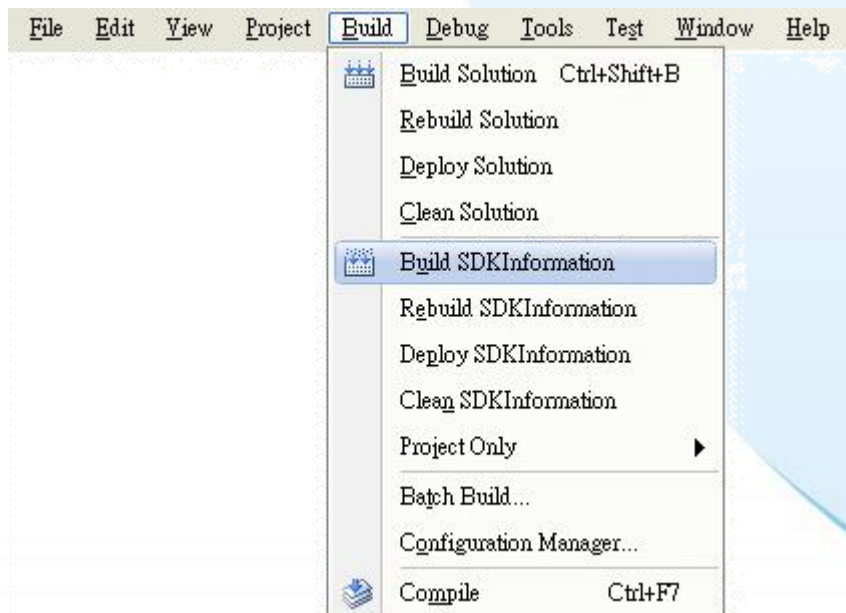 File Edit View Project Build Debug Tools Test Window Help
Build Solution Ctrl+Shift+B
Rebuild Solution
Deploy Solution
Clean Solution
Build SDKInformation
Rebuild SDKInformation
Deploy SDKInformation
Clean SDKInformation
Project Only
Batch Build...
Configuration Manager...
Compile Ctrl+F7